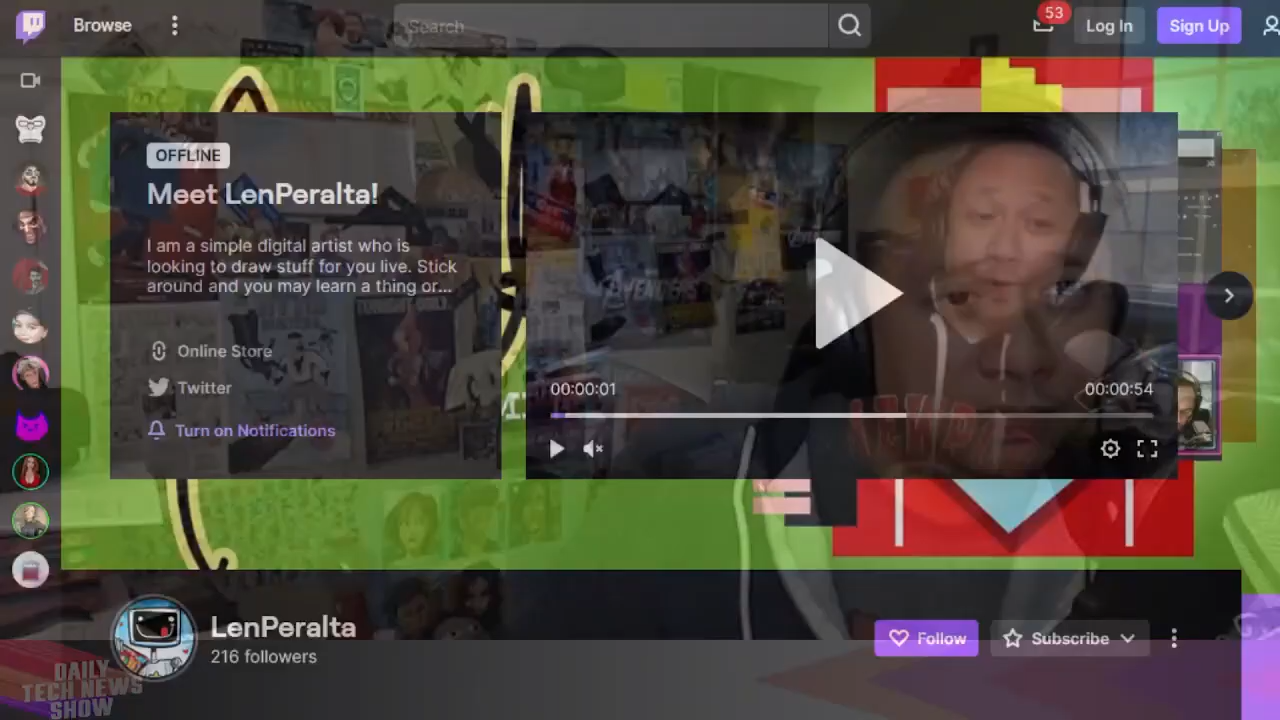 Browse
Search
53
Log In
Sign Up
OFFLINE
Meet LenPeralta!
I am a simple digital artist who is
looking to draw stuff for you live. Stick
around and you may learn a thing or...
Online Store
Twitter
Turn on Notifications
AVENGERS
00:00:01
00:00:54
LenPeralta
216 followers
Follow
Subscribe
DAILY
TECH NEWS
SHOW